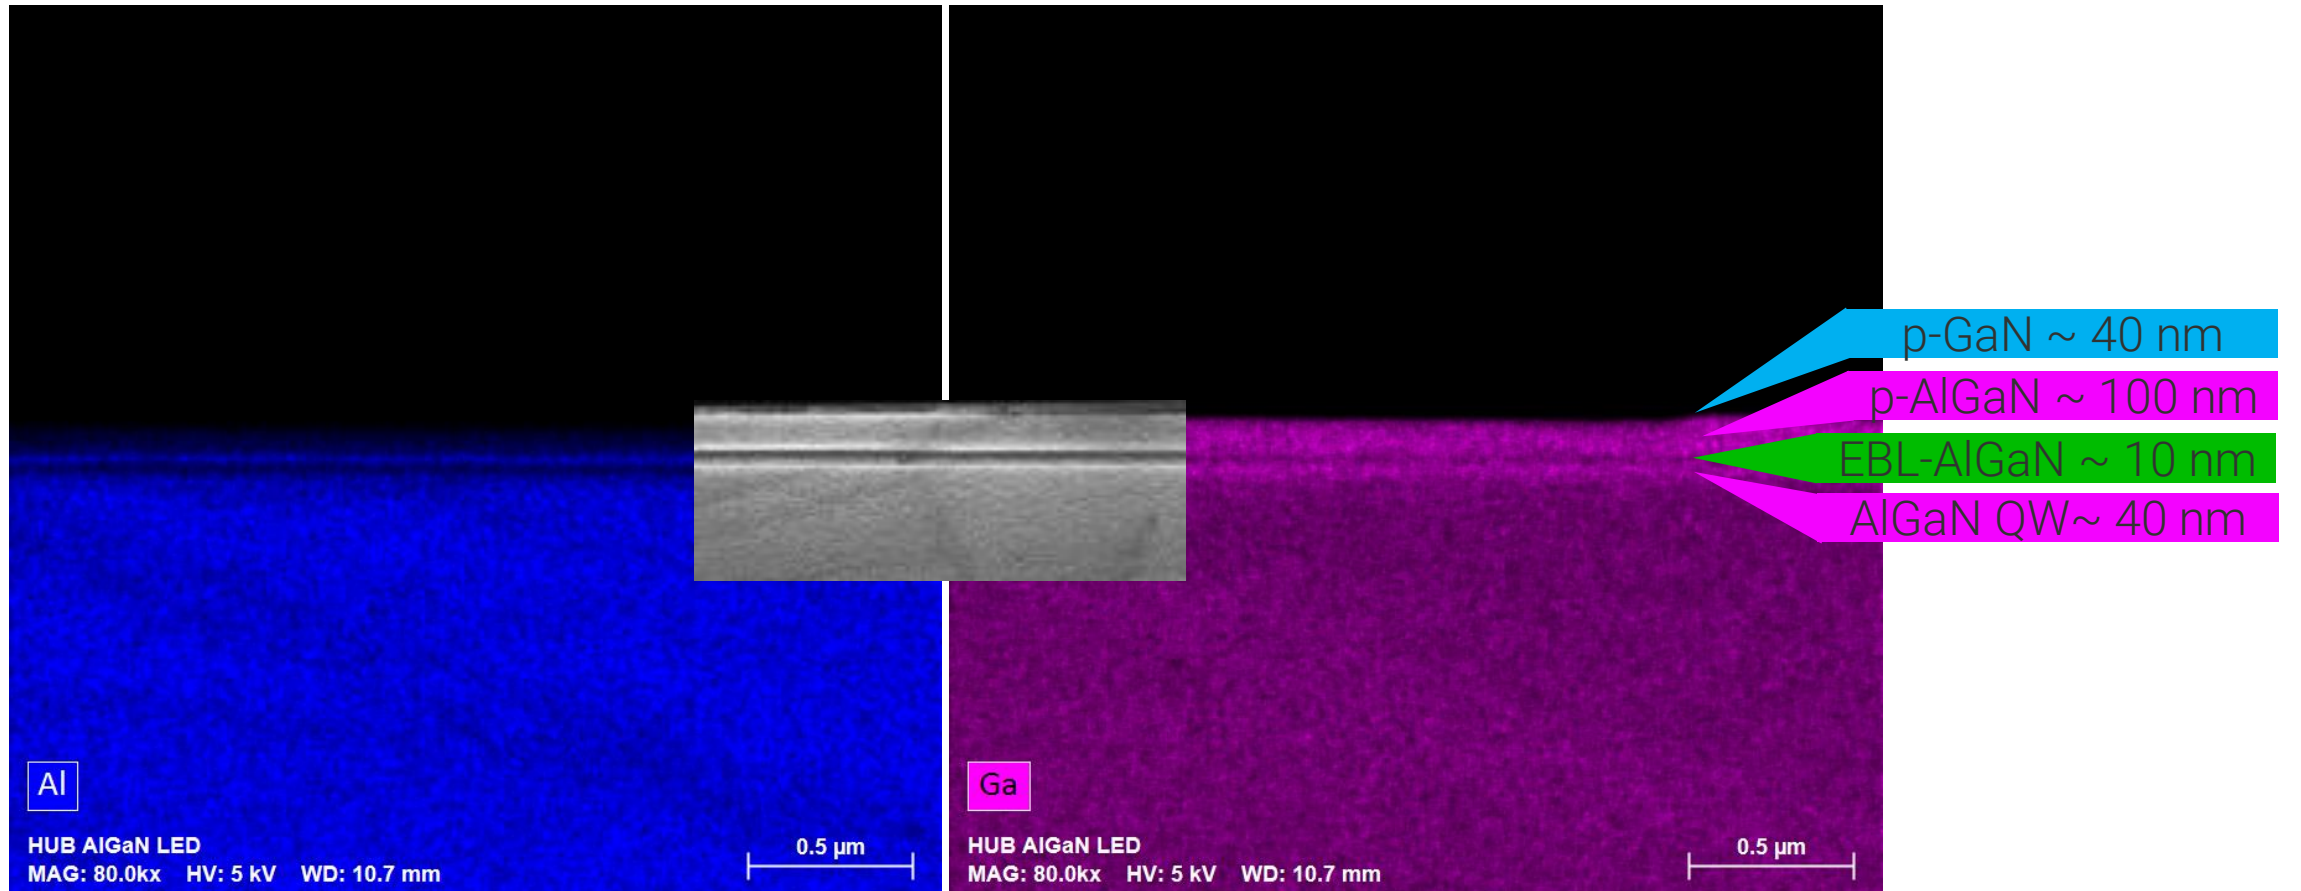 p-GaN ~ 40 nm
p-AlGaN ~ 100 nm
EBL-AlGaN ~ 10 nm
AlGaN QW~ 40 nm
Al
HUB AlGaN LED
MAG: 80.0kx HV: 5 kV WD: 10.7 mm
0.5 µm
Ga
HUB AlGaN LED
MAG: 80.0kx HV: 5 kV WD: 10.7 mm
0.5 µm